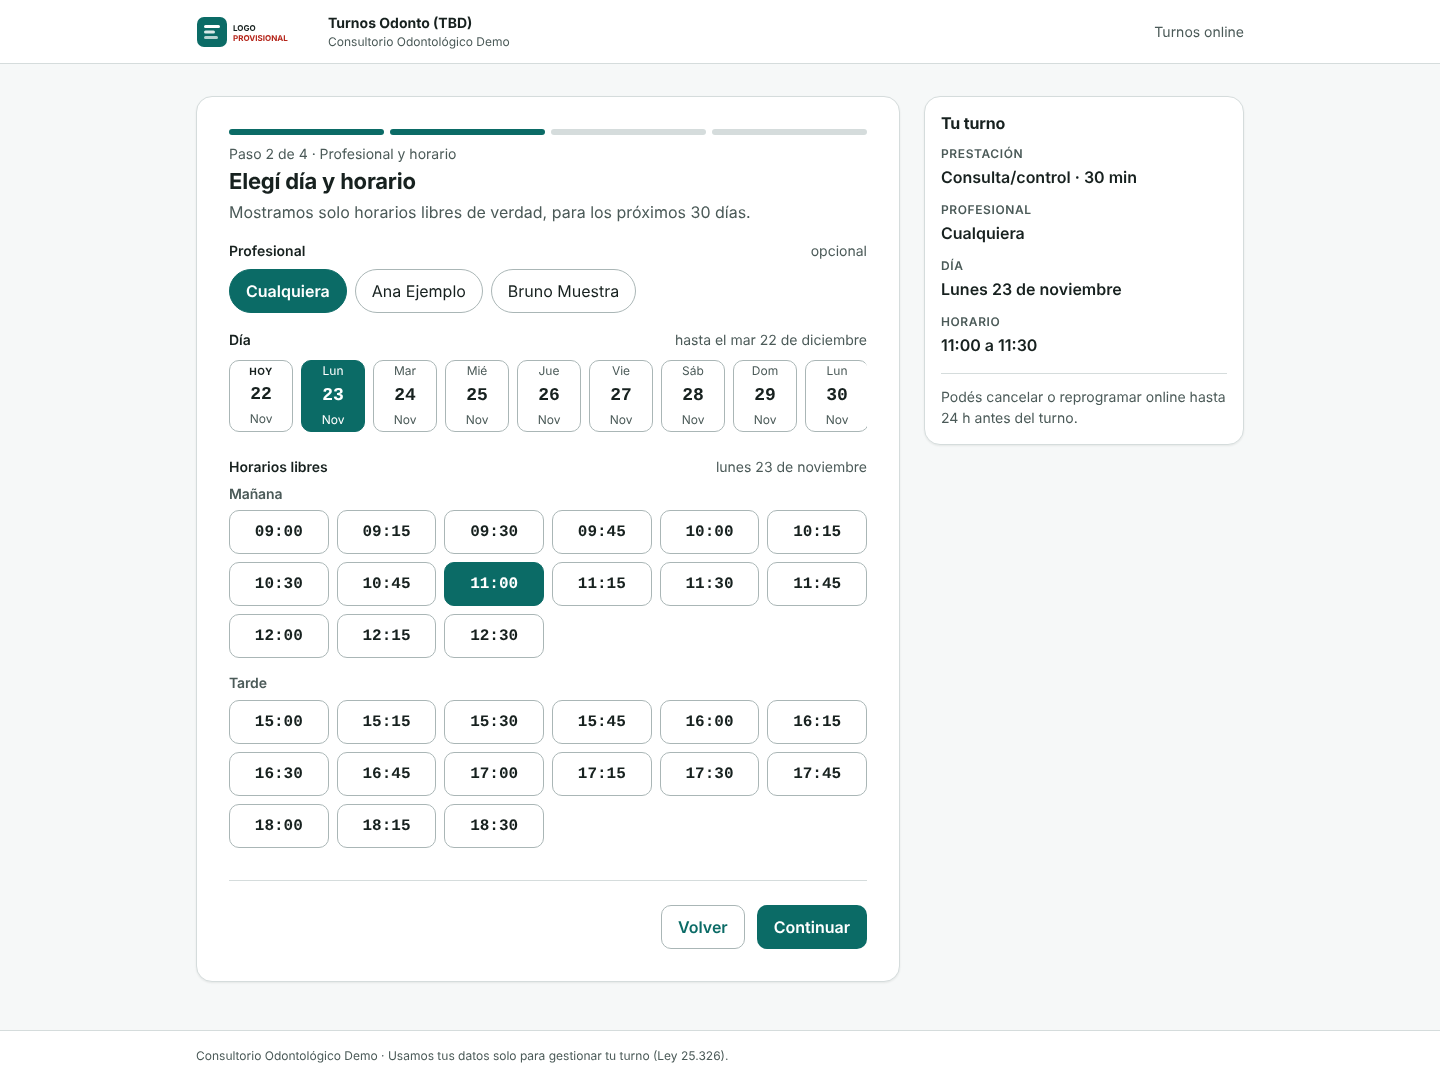 LOGO
PROVISIONAL
Turnos Odonto (TBD)
Consultorio Odontológico Demo
Turnos online
Paso 2 de 4 · Profesional y horario
Elegí día y horario
Mostramos solo horarios libres de verdad, para los próximos 30 días.
Profesional opcional
Cualquiera Ana Ejemplo Bruno Muestra
Día hasta el mar 22 de diciembre
HOY Lun Mar Mié Jue Vie Sáb Dom Lun
22 23 24 25 26 27 28 29 30
Nov Nov Nov Nov Nov Nov Nov Nov Nov
Horarios libres lunes 23 de noviembre
Mañana
09:00 09:15 09:30 09:45 10:00 10:15
10:30 10:45 11:00 11:15 11:30 11:45
12:00 12:15 12:30
Tarde
15:00 15:15 15:30 15:45 16:00 16:15
16:30 16:45 17:00 17:15 17:30 17:45
18:00 18:15 18:30
Volver Continuar
Tu turno
PRESTACIÓN
Consulta/control · 30 min
PROFESIONAL
Cualquiera
DÍA
Lunes 23 de noviembre
HORARIO
11:00 a 11:30
Podés cancelar o reprogramar online hasta
24 h antes del turno.
Consultorio Odontológico Demo · Usamos tus datos solo para gestionar tu turno (Ley 25.326).